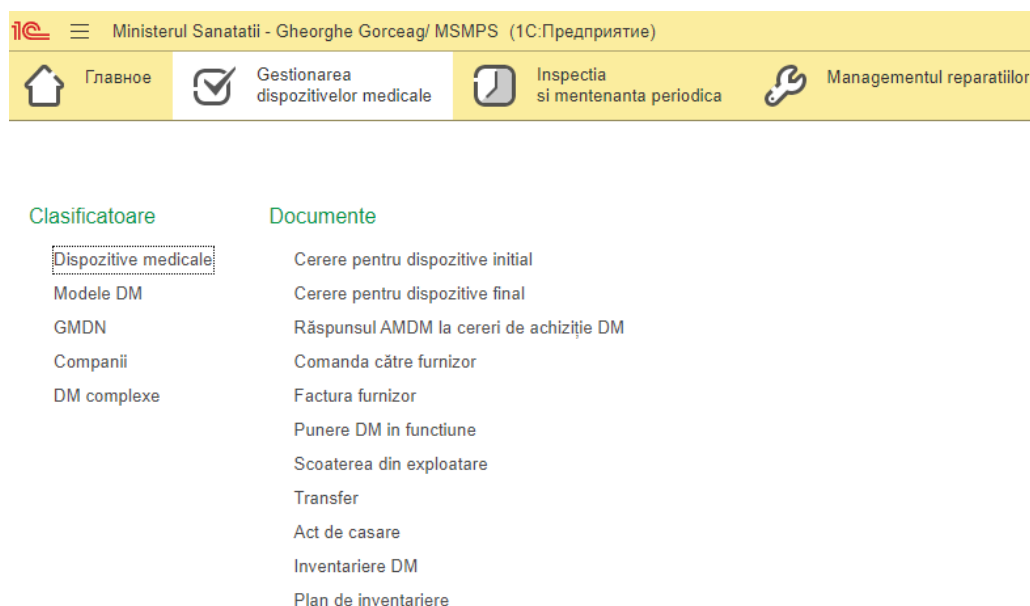 1C Ministerul Sanatatii - Gheorghe Gorceag/ MSMPS (1С:Предприятие)
Главное
Gestionarea
dispozitivelor medicale
Inspectia
si mentenanta periodica
Managementul reparatiilor
Clasificatoare
Dispozitive medicale
Modele DM
GMDN
Companii
DM complexe
Documente
Cerere pentru dispozitive initial
Cerere pentru dispozitive final
Răspunsul AMDM la cereri de achiziție DM
Comanda către furnizor
Factura furnizor
Punere DM in functiune
Scoaterea din exploatare
Transfer
Act de casare
Inventariere DM
Plan de inventariere